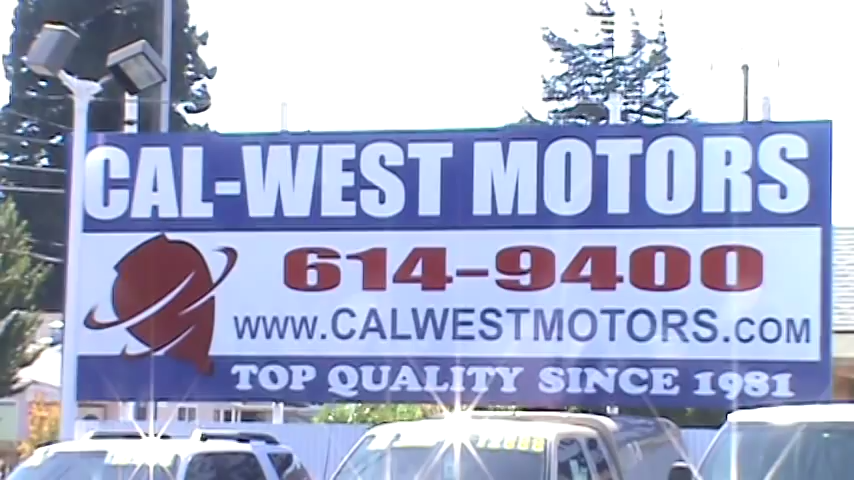 CAL-WEST MOTORS
614-9400
WWW.CALWESTMOTORS.COM
TOP QUALITY SINCE 1981